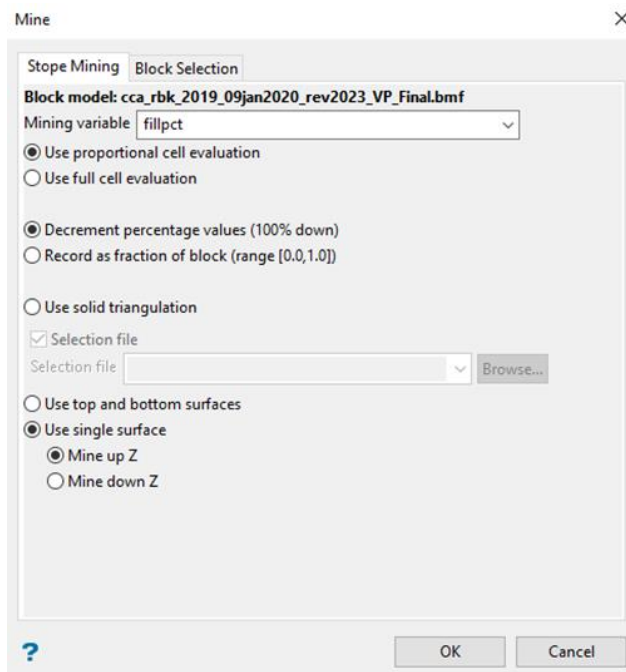 Mine
Stope Mining Block Selection
Block model: cca_rbk_2019_09jan2020_rev2023_VP_Final.bmf
Mining variable fillpct
Use proportional cell evaluation
Use full cell evaluation
Decrement percentage values (100% down)
Record as fraction of block (range [0.0,1.0])
Use solid triangulation
Selection file
Selection file Browse...
Use top and bottom surfaces
Use single surface
Mine up Z
Mine down Z
? OK Cancel